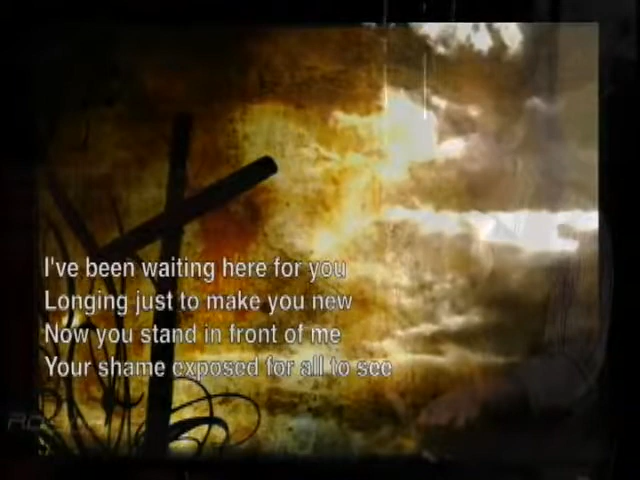 I've been waiting here for you
Longing just to make you new
Now you stand in front of me
Your shame exposed for all to see